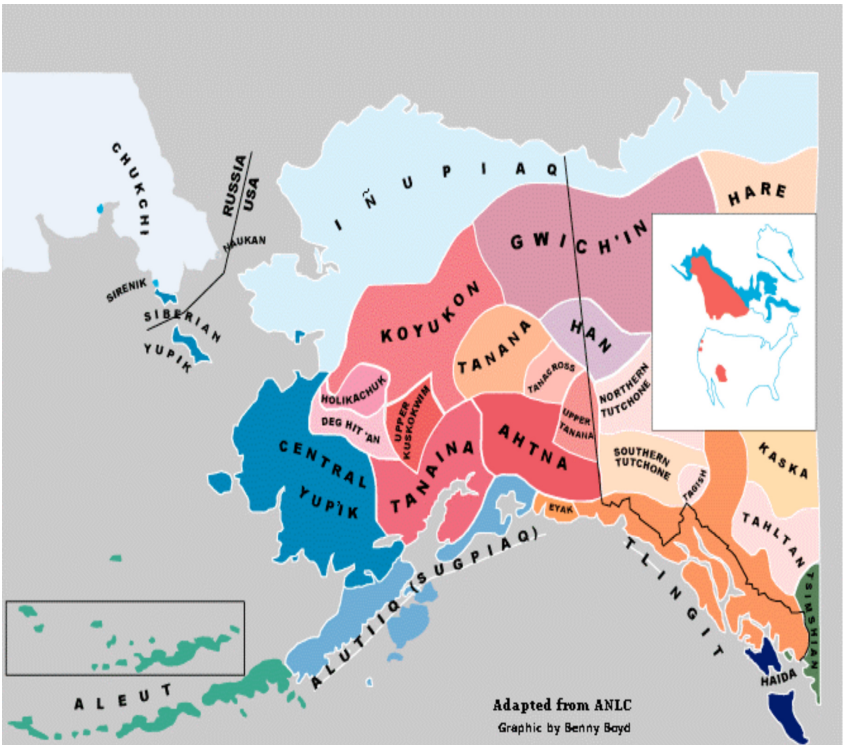 CHUKCHI
RUSSIA
USA
NAUKAN
SIRENIK
SIBERIAN
YUPIK
IÑUPIAQ
GWICH'IN
HARE
KOYUKON
HAN
TANANA
TANACROSS
HOLIKACHUK
NORTHERN
TUTCHONE
UPPER
KUSKOKWIM
DEG HIT'AN
UPPER
TANANA
AHTNA
CENTRAL
YUP'IK
TANAINA
SOUTHERN
TUTCHONE
TAGISH
KASKA
EYAK
TAHLTAN
ALUTIIQ (SUGPIAQ)
TLINGIT
TSIMSHIAN
HAIDA
ALEUT
Adapted from ANLC
Graphic by Benny Boyd